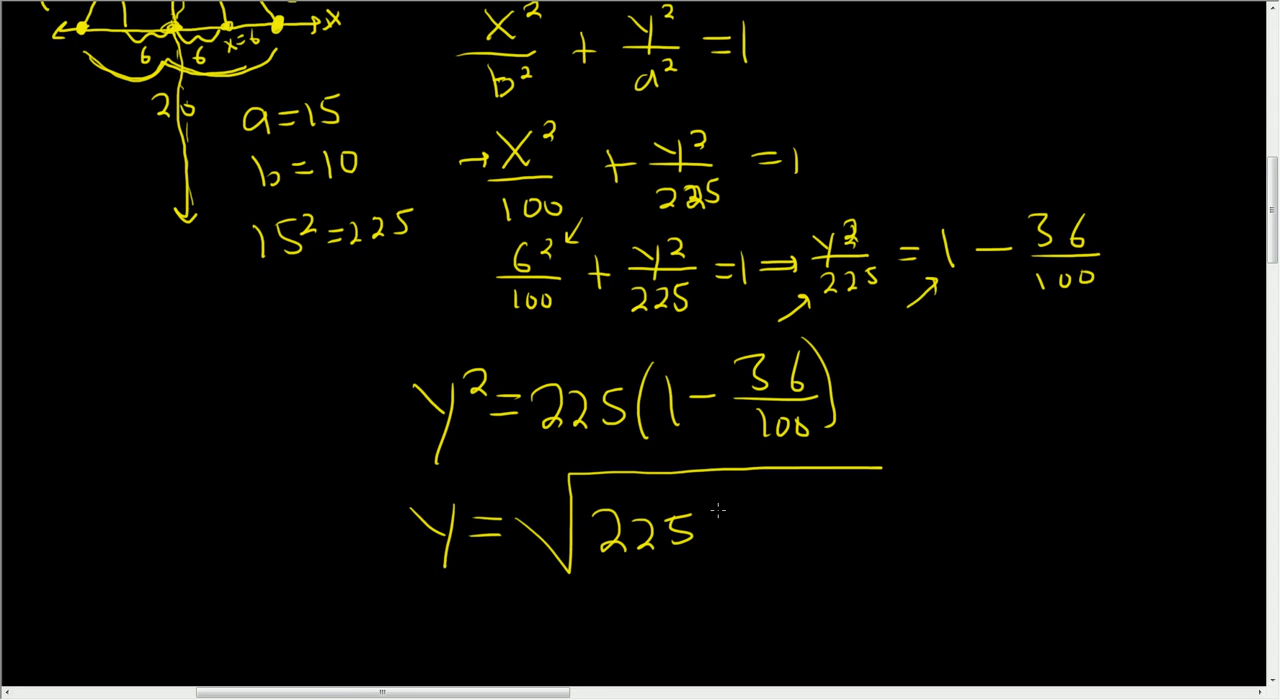 x
6 6 x=6
20
a=15
b=10
15²=225
x²/b² + y²/a² =1
→x²/100 + y²/225 =1
6²/100 + y²/225 =1 ⇒ y²/225 = 1 - 36/100
y²=225(1- 36/100)
y=√225